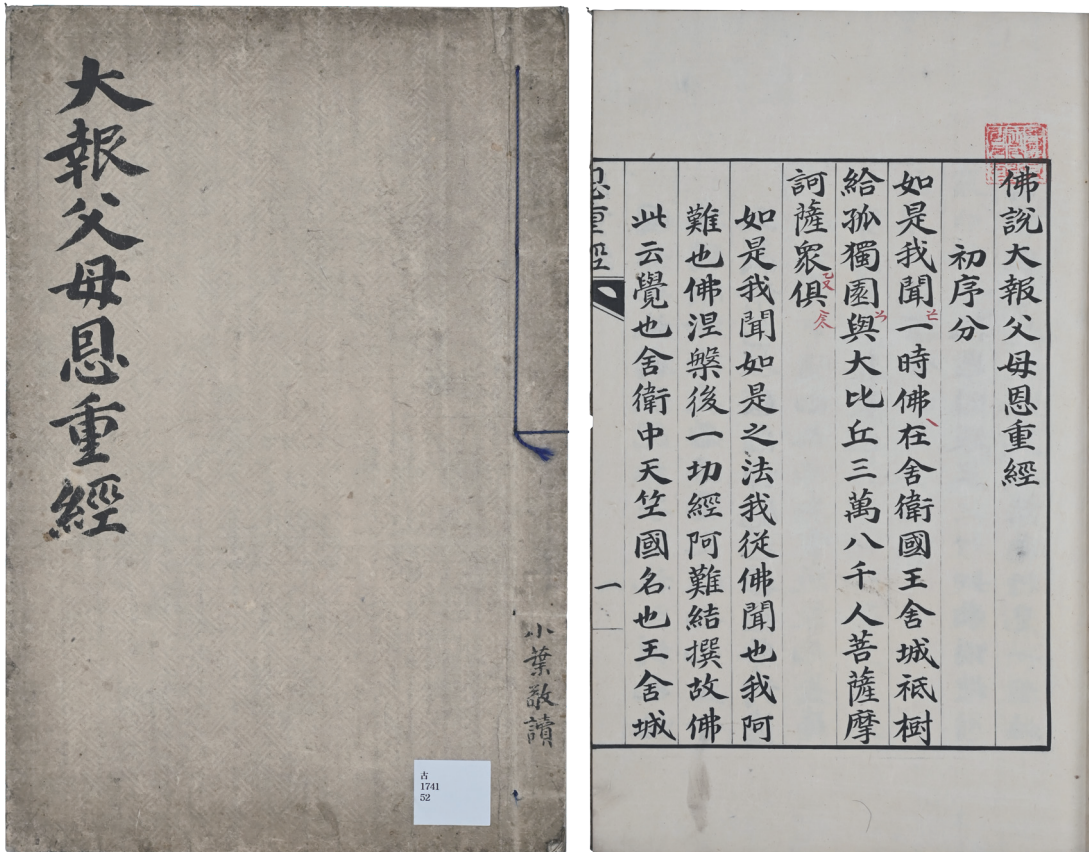 大報父母恩重經
小葉敬讀
古
1741
52
佛說大報父母恩重經
初序分
如是我聞一時佛在舍衛國王舍城祗樹
給孤獨園與大比丘三萬八千人菩薩摩
訶薩眾俱
如是我聞如是之法我從佛聞也我阿
難也佛涅槃後一切經阿難結撰故佛
此云覺也舍衛中天竺國名也王舍城
恩重經
一